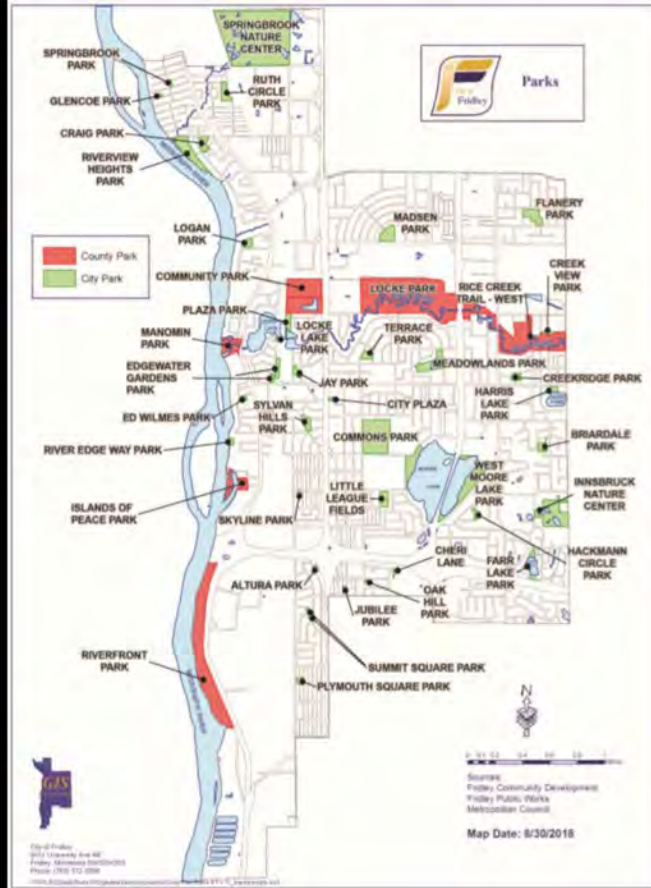 SPRINGBROOK
NATURE
CENTER
Fridley
Parks
SPRINGBROOK
PARK
GLENCOE PARK
RUTH
CIRCLE
PARK
CRAIG PARK
RIVERVIEW
HEIGHTS
PARK
LOGAN
PARK
MADSEN
PARK
FLANERY
PARK
County Park
City Park
COMMUNITY PARK
LOCKE PARK
RICE CREEK
TRAIL - WEST
CREEK
VIEW
PARK
PLAZA PARK
MANOMIN
PARK
LOCKE
LAKE
PARK
TERRACE
PARK
EDGEWATER
GARDENS
PARK
JAY PARK
MEADOWLANDS PARK
CREEKRIDGE PARK
ED WILMES PARK
SYLVAN
HILLS
PARK
CITY PLAZA
HARRIS
LAKE
PARK
RIVER EDGE WAY PARK
COMMONS PARK
BRIARDALE
PARK
ISLANDS OF
PEACE PARK
SKYLINE PARK
LITTLE
LEAGUE
FIELDS
WEST
MOORE
LAKE
PARK
INNSBRUCK
NATURE
CENTER
HACKMANN
CIRCLE
PARK
ALTURA PARK
CHERI
LANE
FARR
LAKE
PARK
OAK
HILL
PARK
JUBILEE
PARK
RIVERFRONT
PARK
SUMMIT SQUARE PARK
PLYMOUTH SQUARE PARK
N
GIS
Sources:
Fridley Community Development
Fridley Public Works
Metropolitan Council
Map Date: 8/30/2018
City of Fridley